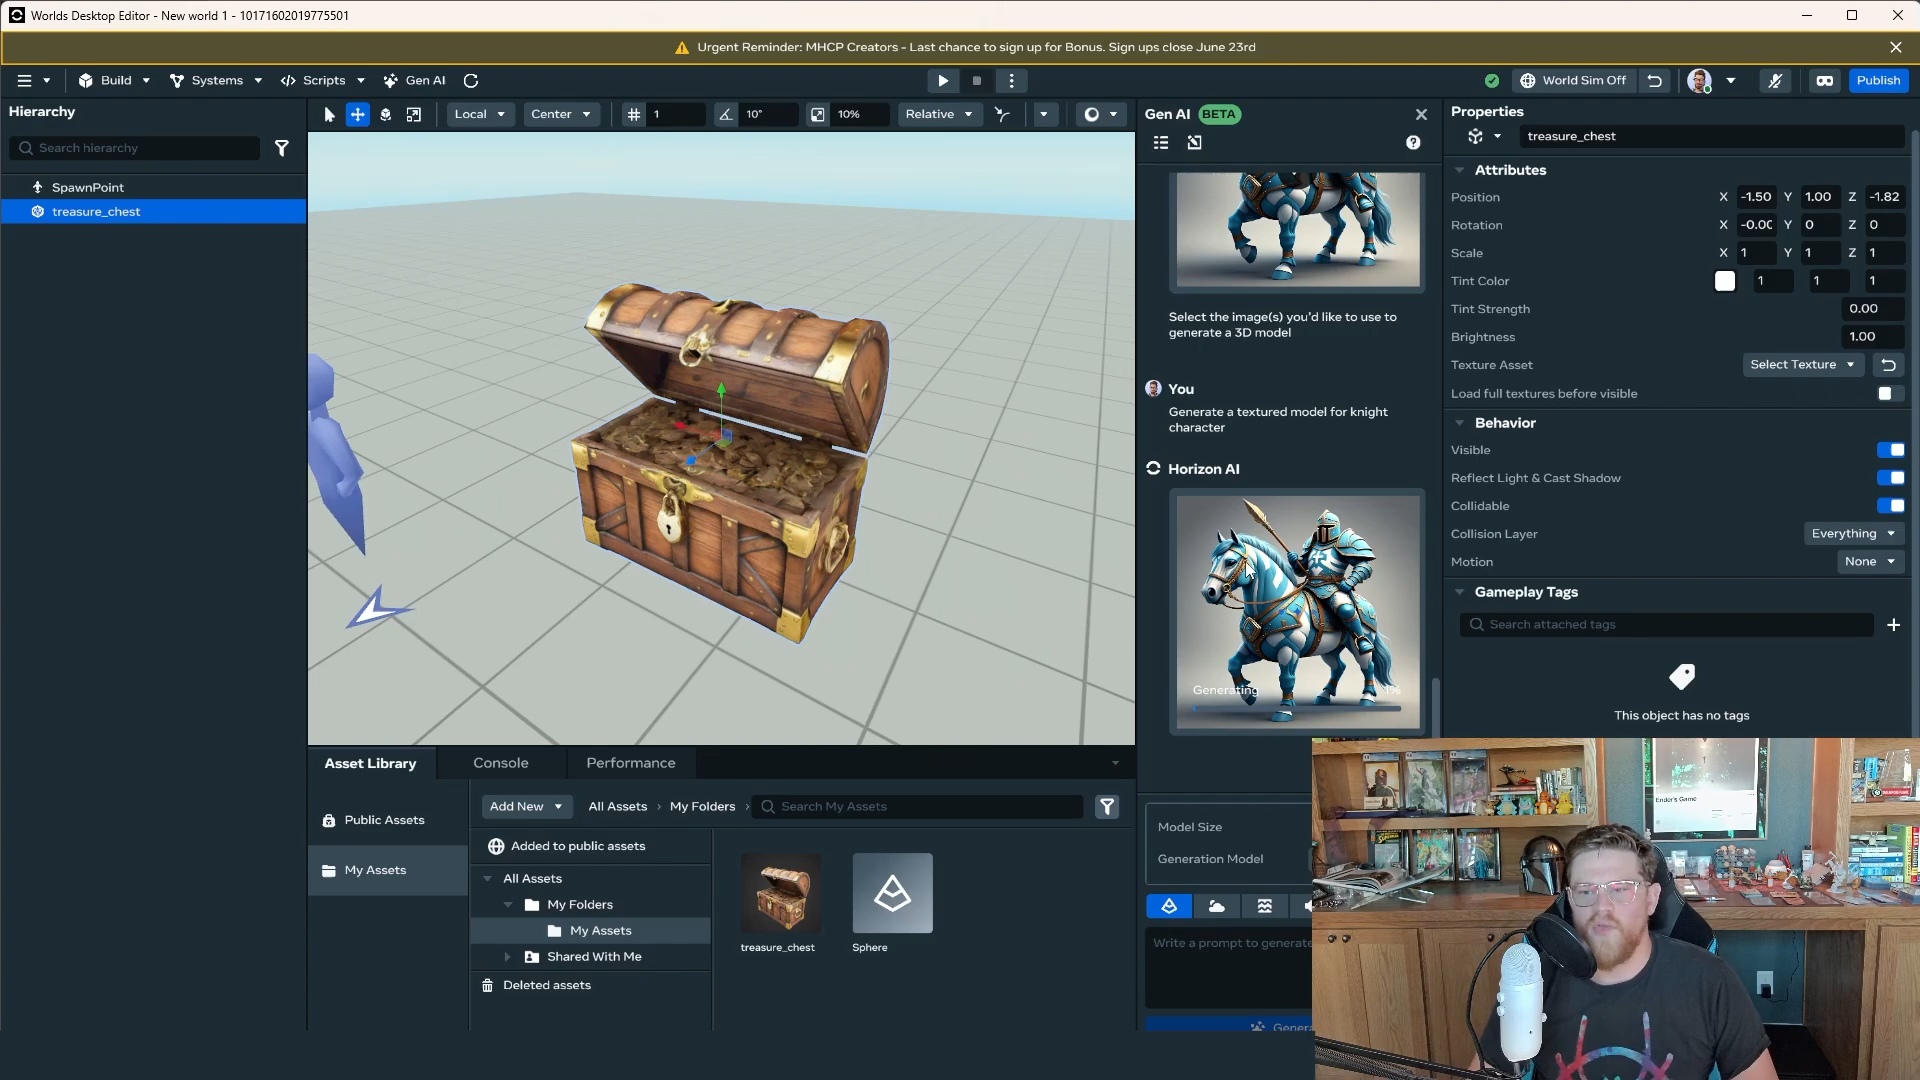 Worlds Desktop Editor - New world 1 - 10171602019775501
Urgent Reminder: MHCP Creators - Last chance to sign up for Bonus. Sign ups close June 23rd
Build
Systems
Scripts
Gen AI
World Sim Off
Publish
Hierarchy
Search hierarchy
SpawnPoint
treasure_chest
Local
Center
1
10°
10%
Relative
Gen AI BETA
Select the image(s) you'd like to use to
generate a 3D model
You
Generate a textured model for knight
character
Horizon AI
Generating 1%
Model Size
Generation Model
Write a prompt to generate
Properties
treasure_chest
Attributes
Position X -1.50 Y 1.00 Z -1.82
Rotation X -0.00 Y 0 Z 0
Scale X 1 Y 1 Z 1
Tint Color 1 1 1
Tint Strength 0.00
Brightness 1.00
Texture Asset Select Texture
Load full textures before visible
Behavior
Visible
Reflect Light & Cast Shadow
Collidable
Collision Layer Everything
Motion None
Gameplay Tags
Search attached tags
This object has no tags
Asset Library
Console
Performance
Public Assets
My Assets
Add New
All Assets › My Folders ›
Search My Assets
Added to public assets
All Assets
My Folders
My Assets
Shared With Me
Deleted assets
treasure_chest
Sphere
Ender's Game